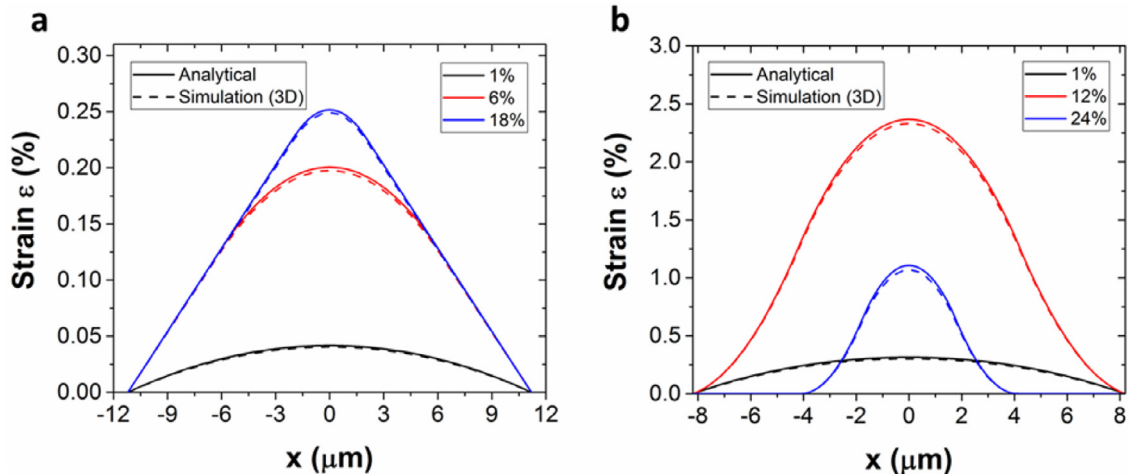 a
0.30
0.25
0.20
0.15
0.10
0.05
0.00
Strain ε (%)
Analytical
Simulation (3D)
1%
6%
18%
-12 -9 -6 -3 0 3 6 9 12
x (μm)
b
3.0
2.5
2.0
1.5
1.0
0.5
0.0
Strain ε (%)
Analytical
Simulation (3D)
1%
12%
24%
-8 -6 -4 -2 0 2 4 6 8
x (μm)